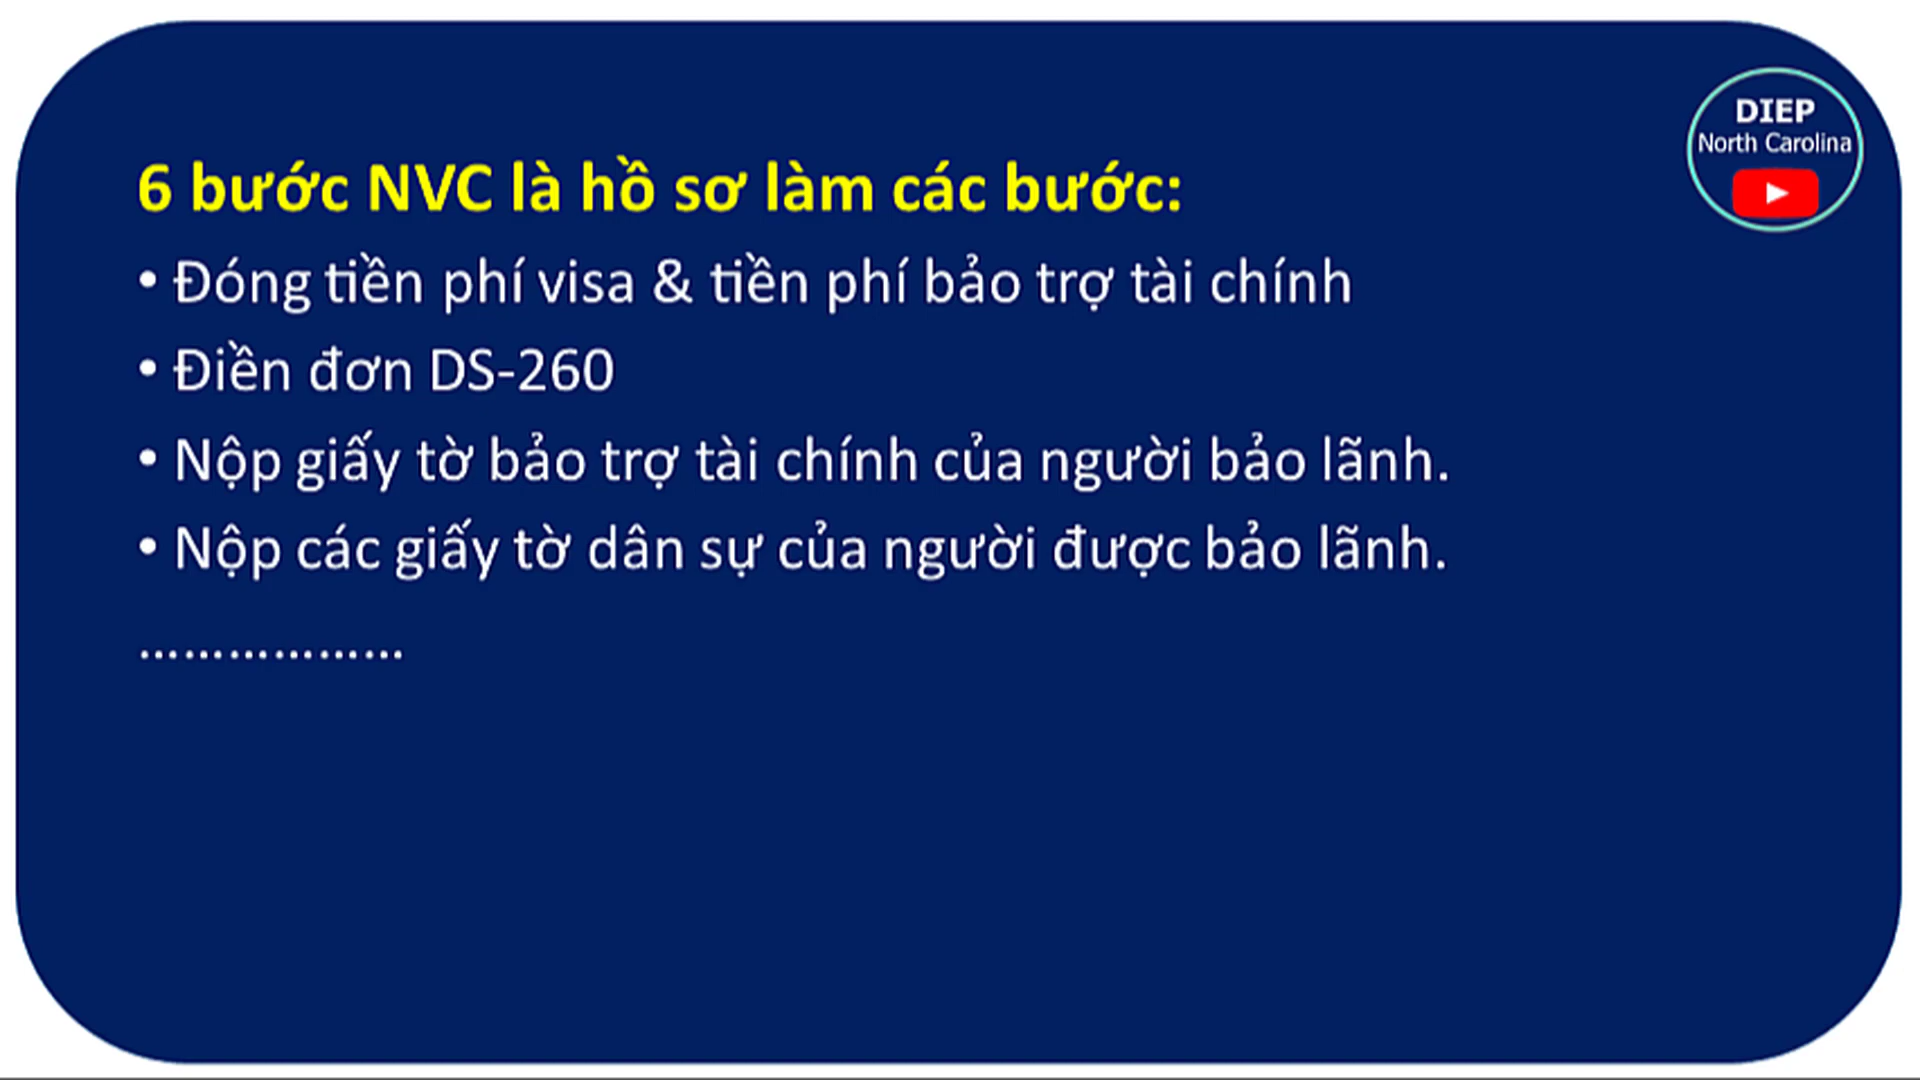 DIEP
North Carolina
6 bước NVC là hồ sơ làm các bước:
• Đóng tiền phí visa & tiền phí bảo trợ tài chính
• Điền đơn DS-260
• Nộp giấy tờ bảo trợ tài chính của người bảo lãnh.
• Nộp các giấy tờ dân sự của người được bảo lãnh.
………………